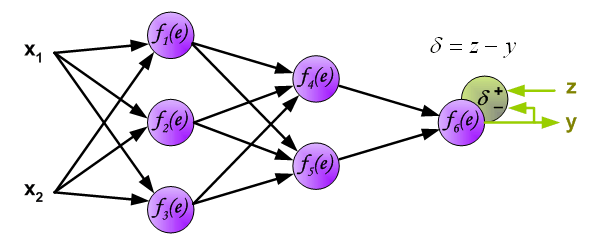 f₁(e)
x₁
δ = z − y
f₄(e)
z
δ + −
f₂(e)
f₆(e)
y
f₅(e)
x₂
f₃(e)